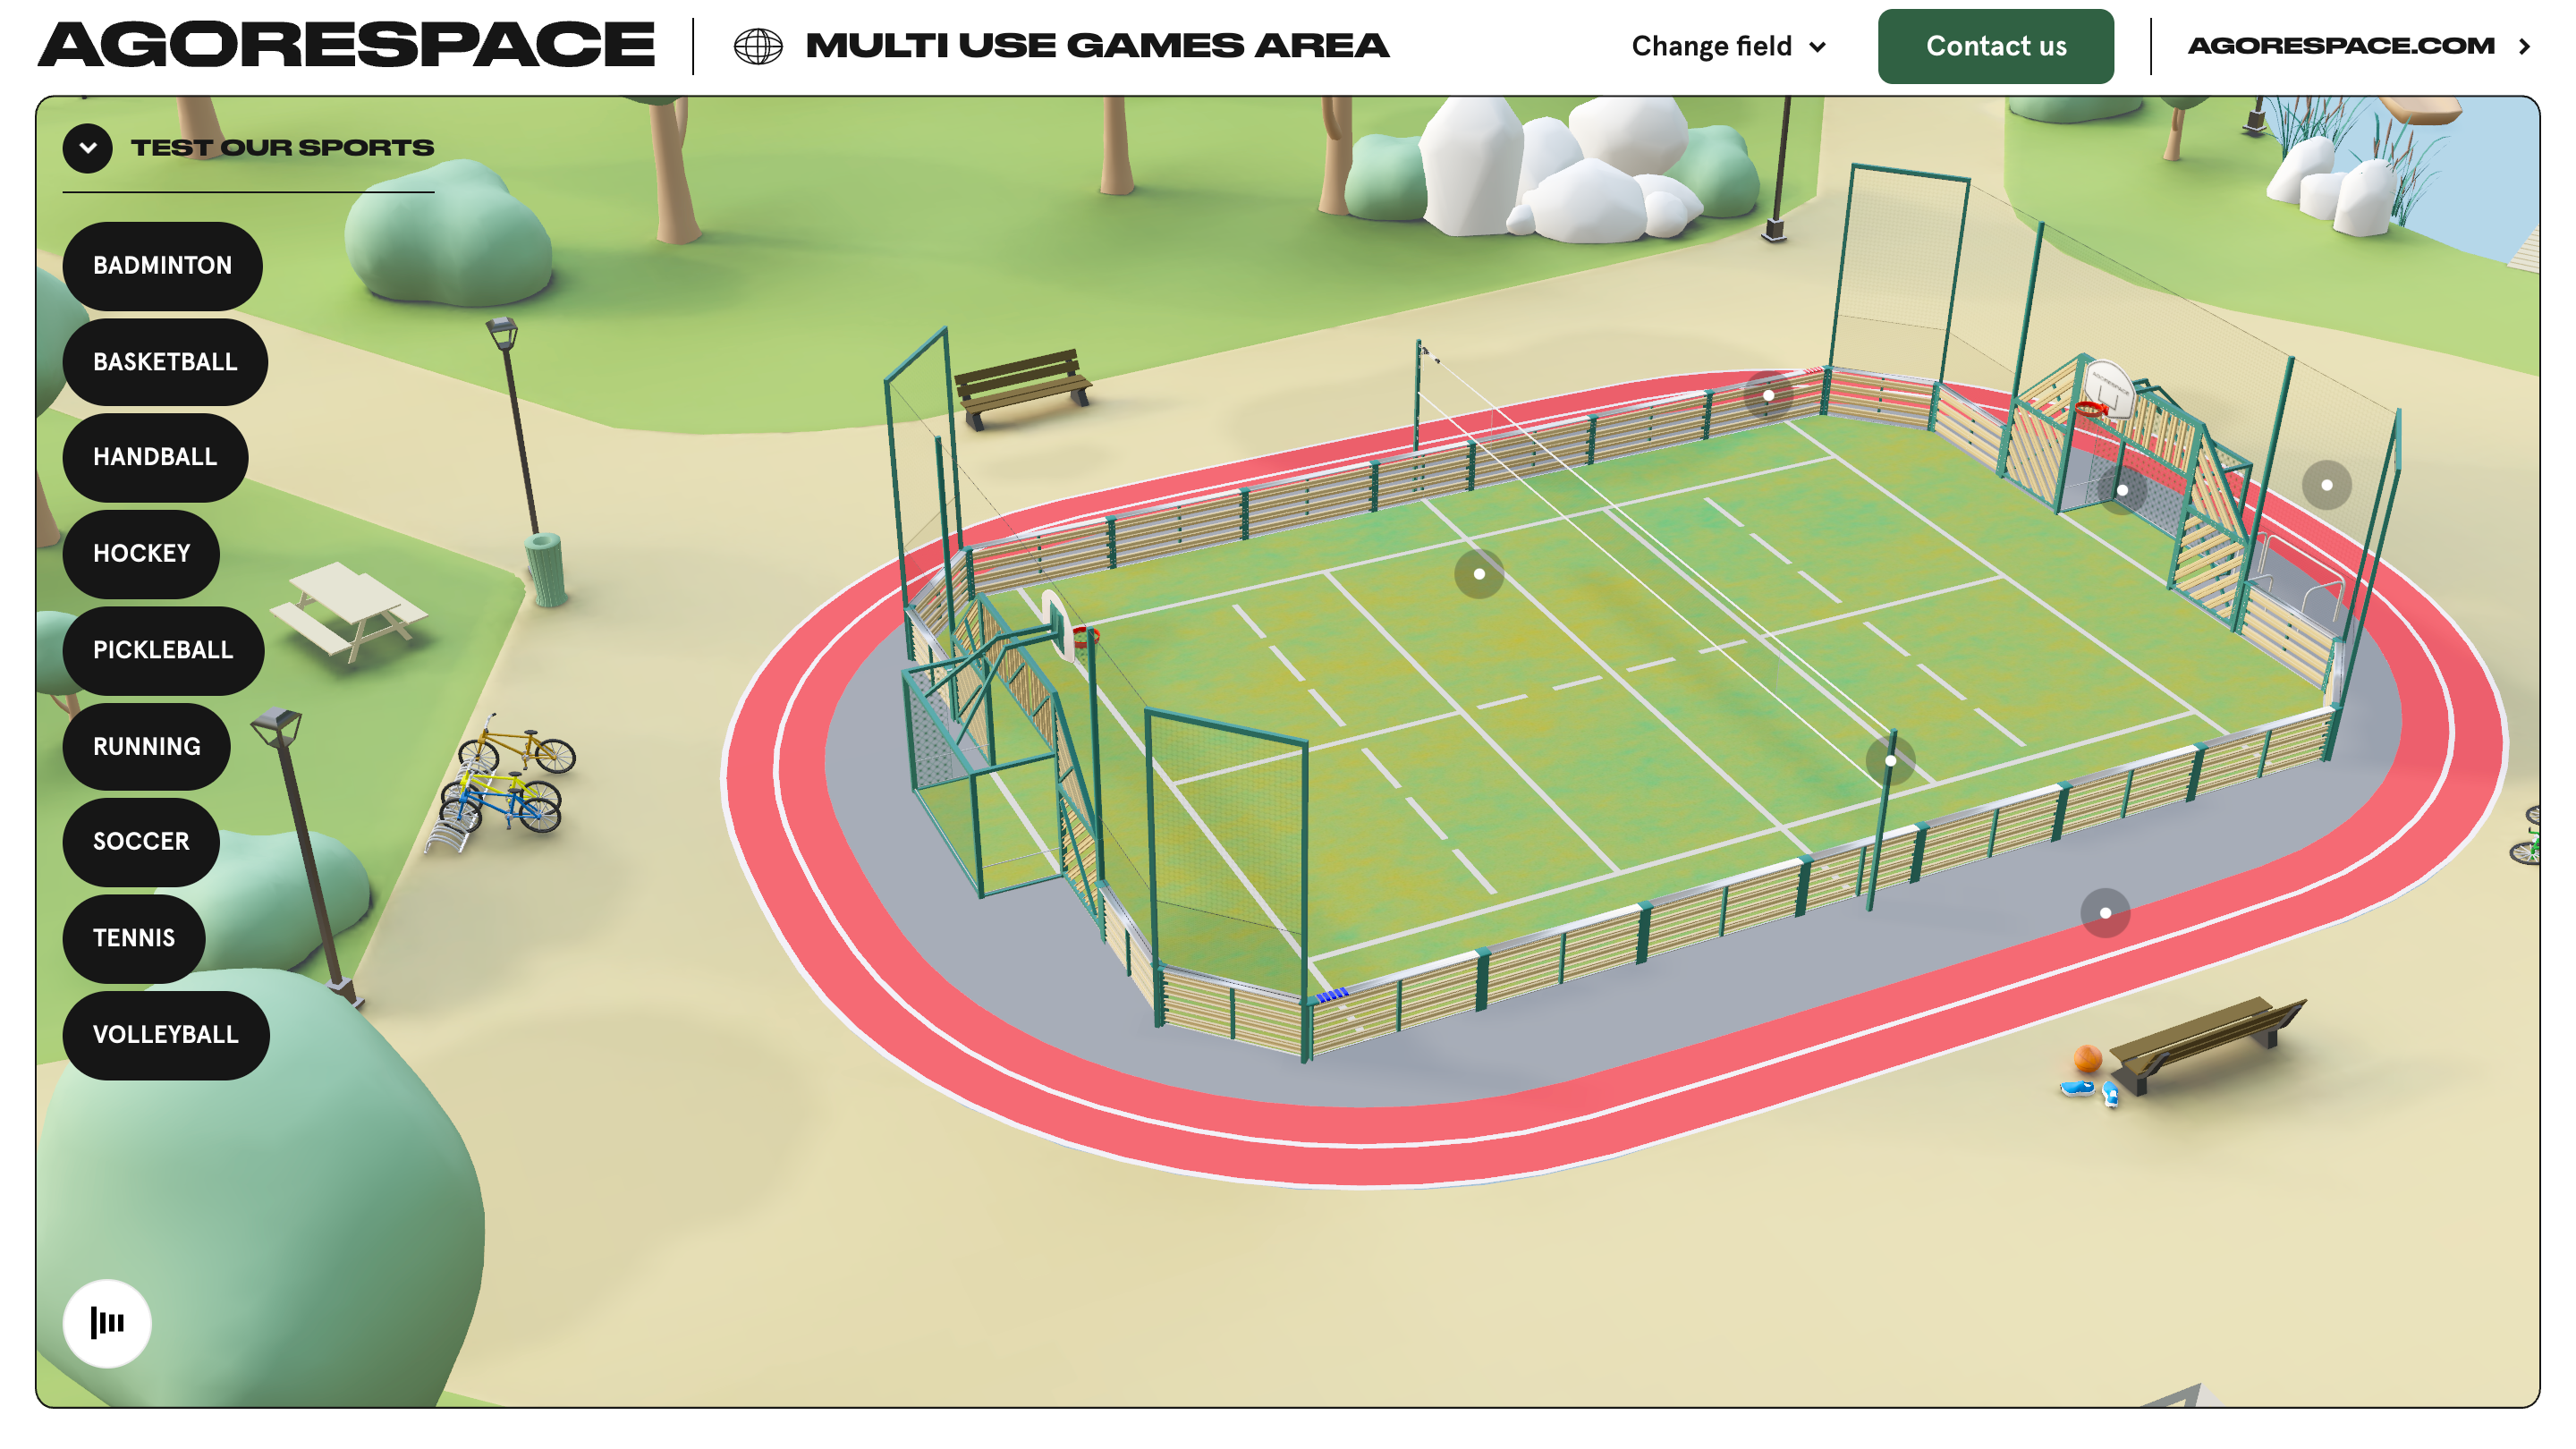 AGORESPACE
MULTI USE GAMES AREA
Change field
Contact us
AGORESPACE.COM
TEST OUR SPORTS
BADMINTON
BASKETBALL
HANDBALL
HOCKEY
PICKLEBALL
RUNNING
SOCCER
TENNIS
VOLLEYBALL
AGORESPACE